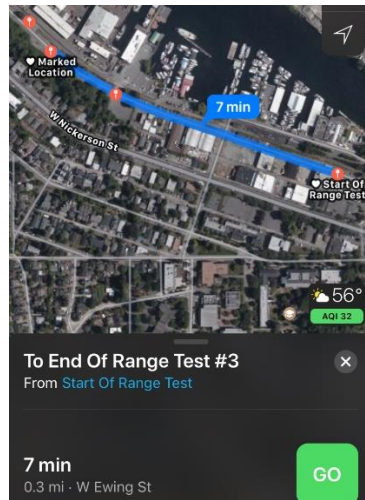 Marked
Location
7 min
W Nickerson St
Start Of
Range Test
56°
AQI 32
To End Of Range Test #3
From Start Of Range Test
7 min
0.3 mi · W Ewing St
GO